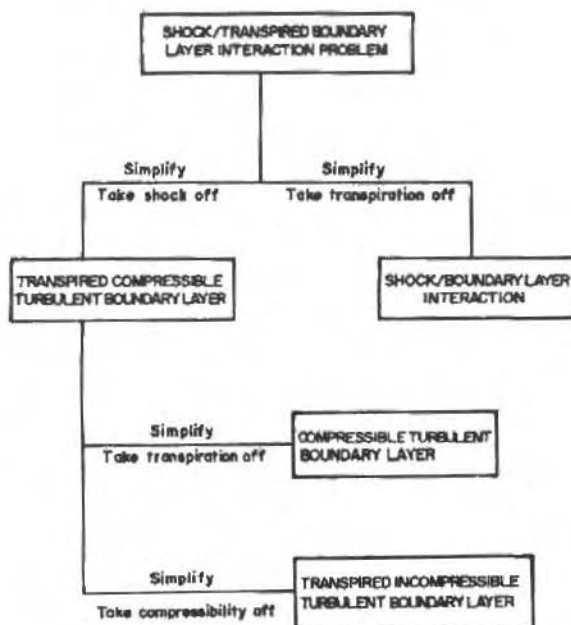 SHOCK/TRANSPIRED BOUNDARY
LAYER INTERACTION PROBLEM
Simplify
Take shock off
Simplify
Take transpiration off
TRANSPIRED COMPRESSIBLE
TURBULENT BOUNDARY LAYER
SHOCK/BOUNDARY LAYER
INTERACTION
Simplify
Take transpiration off
COMPRESSIBLE TURBULENT
BOUNDARY LAYER
Simplify
Take compressibility off
TRANSPIRED INCOMPRESSIBLE
TURBULENT BOUNDARY LAYER